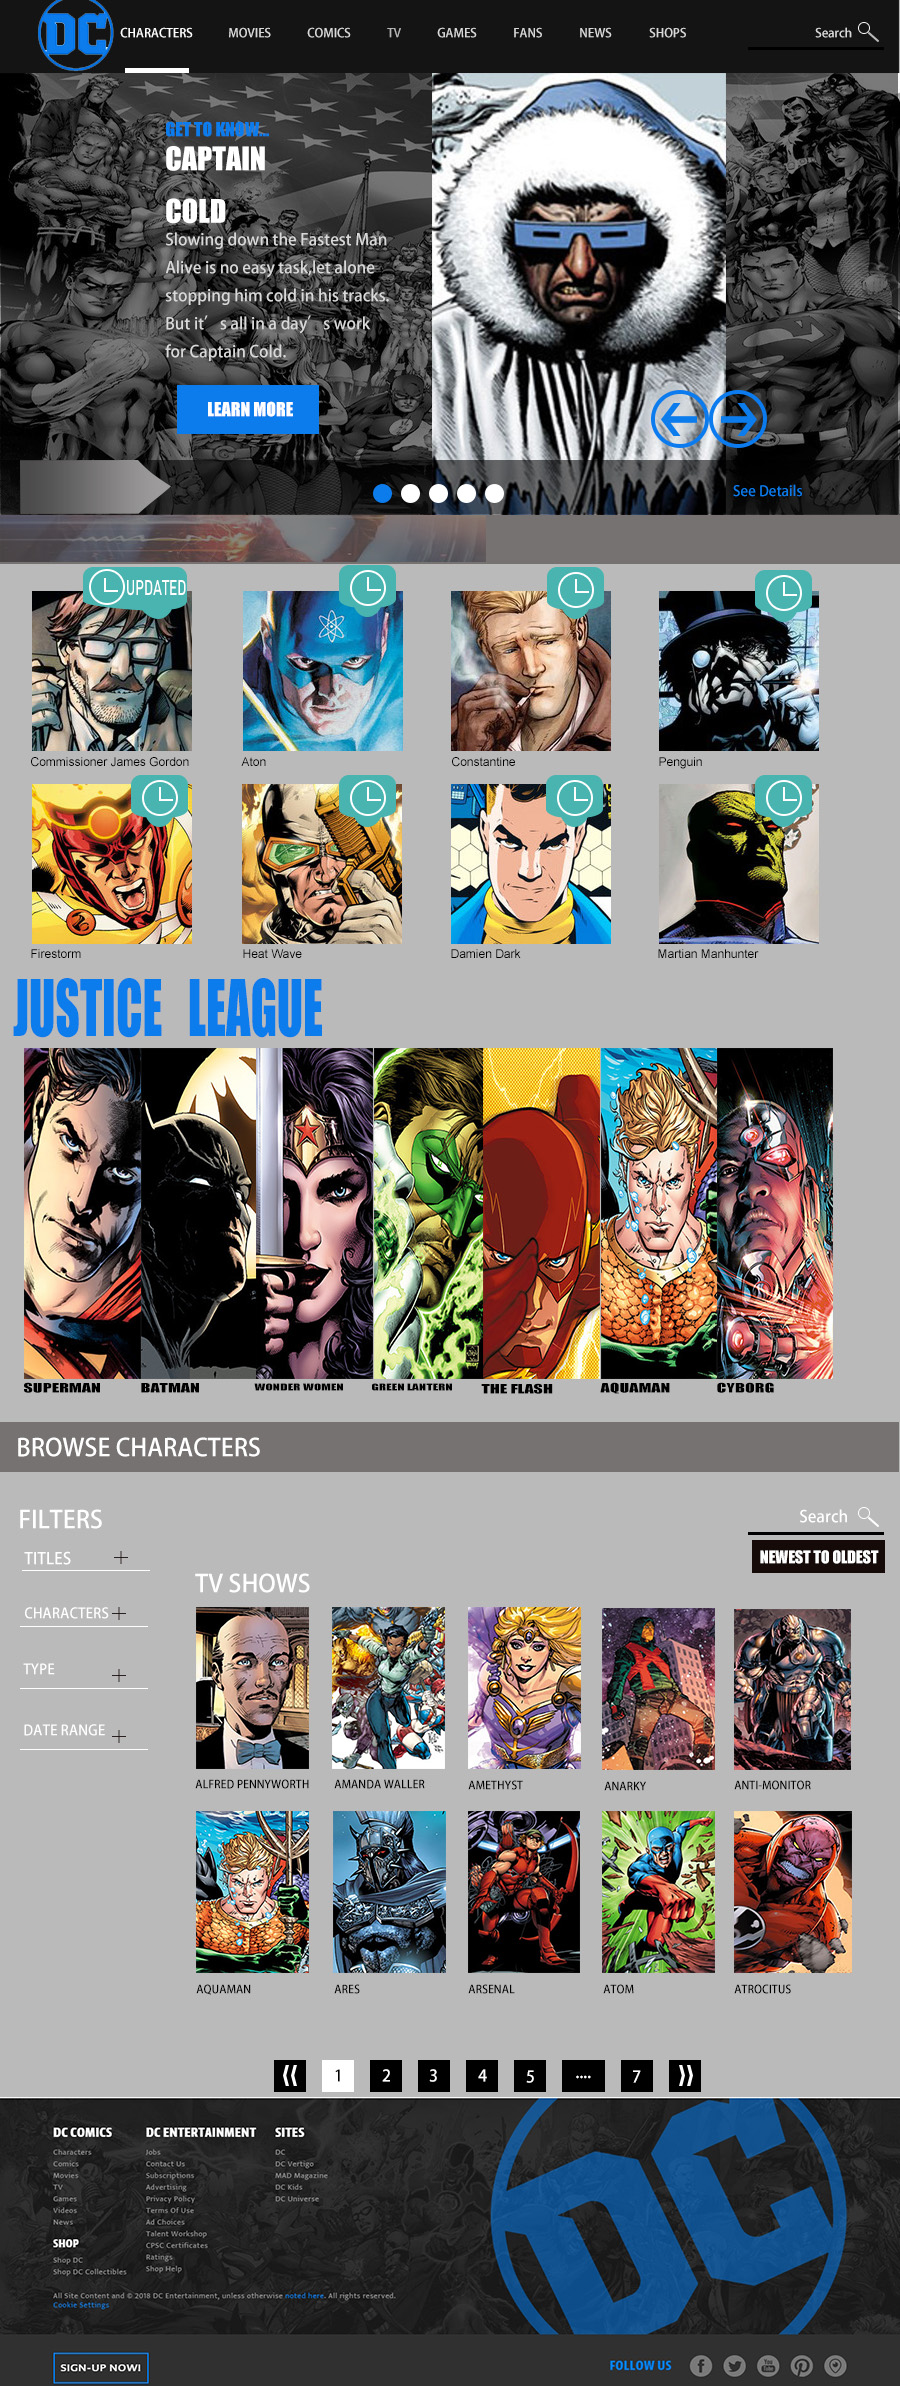 DC
CHARACTERS MOVIES COMICS TV GAMES FANS NEWS SHOPS Search
GET TO KNOW...
CAPTAIN
COLD
Slowing down the Fastest Man
Alive is no easy task,let alone
stopping him cold in his tracks.
But it' s all in a day' s work
for Captain Cold.
LEARN MORE
See Details
UPDATED
Commissioner James Gordon Aton Constantine Penguin
Firestorm Heat Wave Damien Dark Martian Manhunter
JUSTICE LEAGUE
SUPERMAN BATMAN WONDER WOMEN GREEN LANTERN THE FLASH AQUAMAN CYBORG
BROWSE CHARACTERS
FILTERS
Search
TITLES +
NEWEST TO OLDEST
TV SHOWS
CHARACTERS +
TYPE +
DATE RANGE +
ALFRED PENNYWORTH AMANDA WALLER AMETHYST ANARKY ANTI-MONITOR
AQUAMAN ARES ARSENAL ATOM ATROCITUS
⟪ 1 2 3 4 5 .... 7 ⟫
DC COMICS
Characters
Comics
Movies
TV
Games
Videos
News
SHOP
Shop DC
Shop DC Collectibles
DC ENTERTAINMENT
Jobs
Contact Us
Subscriptions
Advertising
Privacy Policy
Terms Of Use
Ad Choices
Talent Workshop
CPSC Certificates
Ratings
Shop Help
SITES
DC
DC Vertigo
MAD Magazine
DC Kids
DC Universe
DC
All Site Content and © 2018 DC Entertainment, unless otherwise noted here. All rights reserved.
Cookie Settings
SIGN-UP NOW!
FOLLOW US